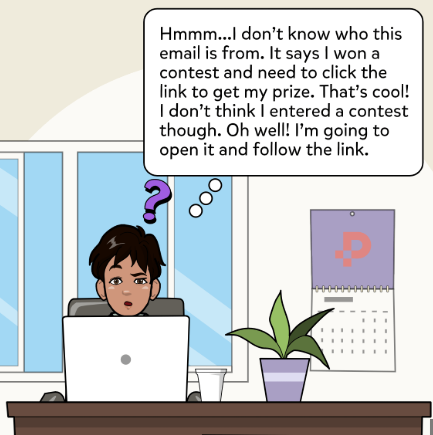 Hmmm...I don't know who this
email is from. It says I won a
contest and need to click the
link to get my prize. That's cool!
I don't think I entered a contest
though. Oh well! I'm going to
open it and follow the link.
?
P